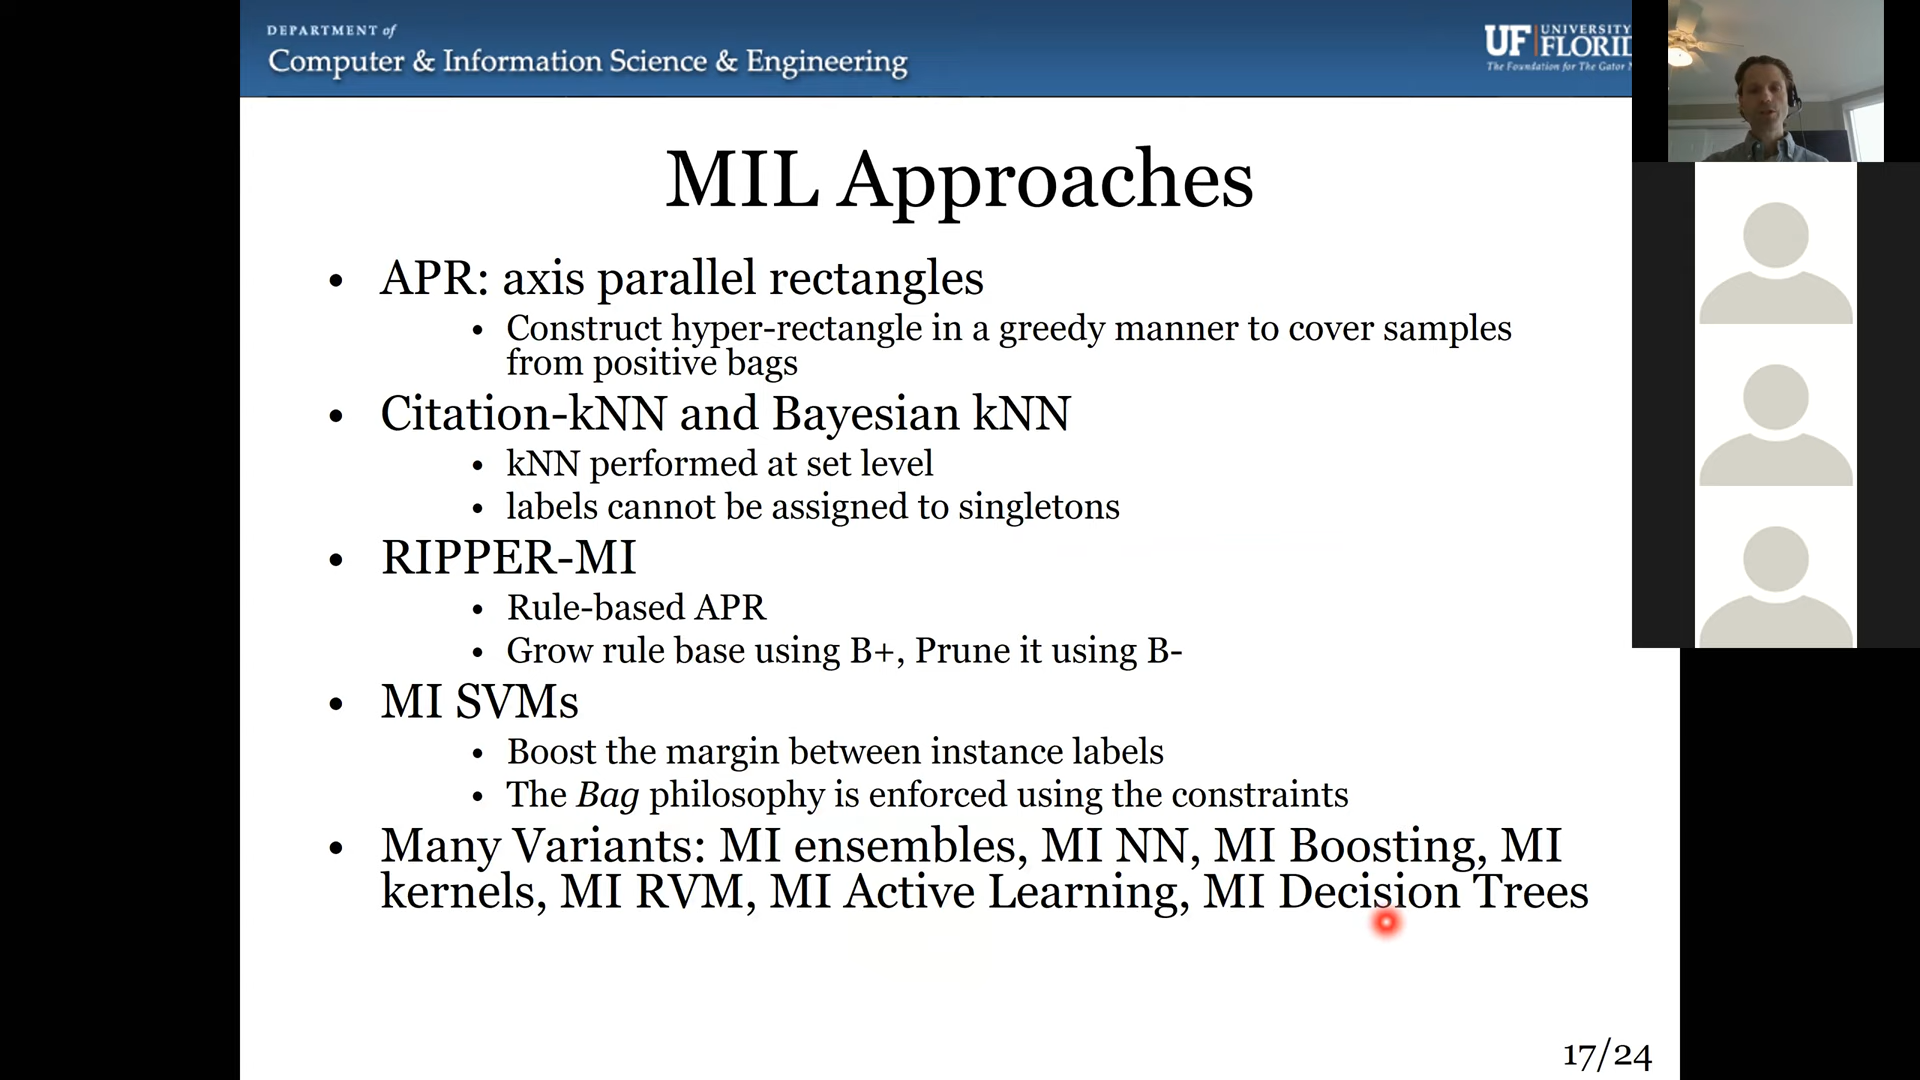 DEPARTMENT of
Computer & Information Science & Engineering
UF UNIVERSITY
FLORID
The Foundation for The Gator N
MIL Approaches
• APR: axis parallel rectangles
• Construct hyper-rectangle in a greedy manner to cover samples
from positive bags
• Citation-kNN and Bayesian kNN
• kNN performed at set level
• labels cannot be assigned to singletons
• RIPPER-MI
• Rule-based APR
• Grow rule base using B+, Prune it using B-
• MI SVMs
• Boost the margin between instance labels
• The Bag philosophy is enforced using the constraints
• Many Variants: MI ensembles, MI NN, MI Boosting, MI
kernels, MI RVM, MI Active Learning, MI Decision Trees
17/24